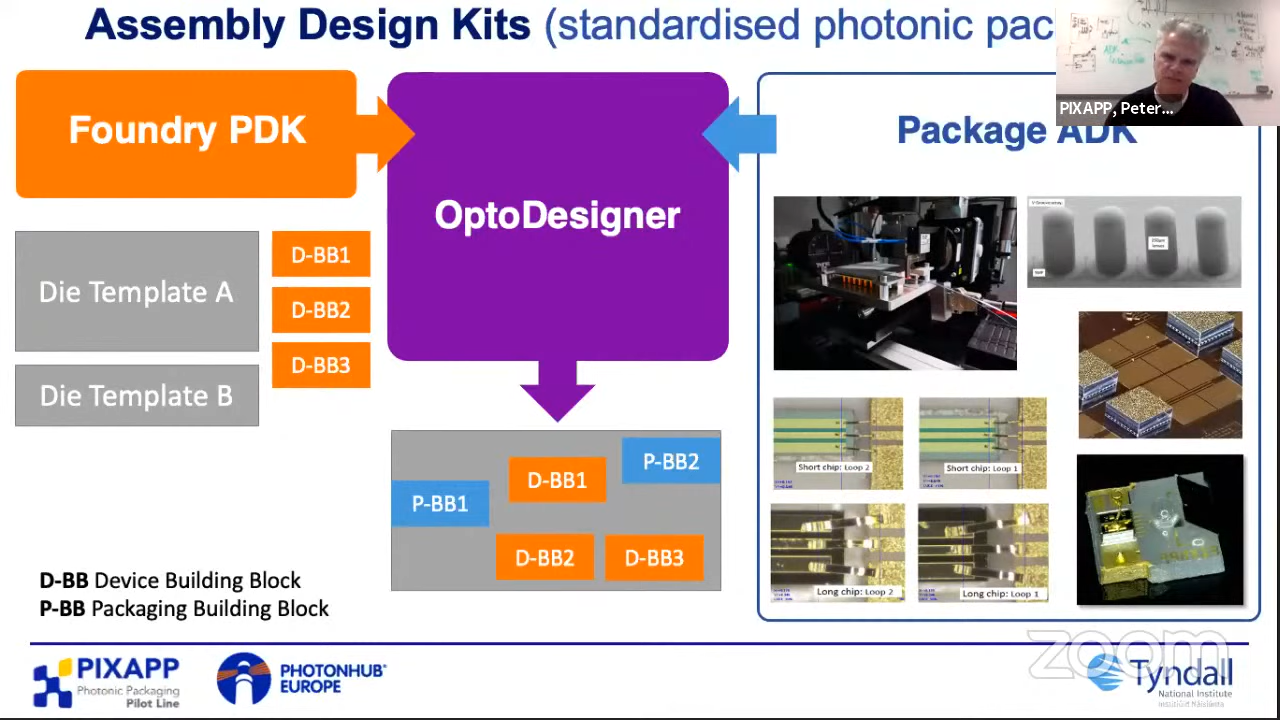 Assembly Design Kits (standardised photonic pac
PIXAPP, Peter...
Foundry PDK
OptoDesigner
Package ADK
Die Template A
Die Template B
D-BB1
D-BB2
D-BB3
P-BB1
D-BB1
P-BB2
D-BB2
D-BB3
Short chip: Loop 2
Short chip: Loop 1
Long chip: Loop 2
Long chip: Loop 1
D-BB Device Building Block
P-BB Packaging Building Block
PIXAPP
Photonic Packaging
Pilot Line
PHOTONHUB
EUROPE
zoom
Tyndall
National Institute
Institiúid Náisiúnta